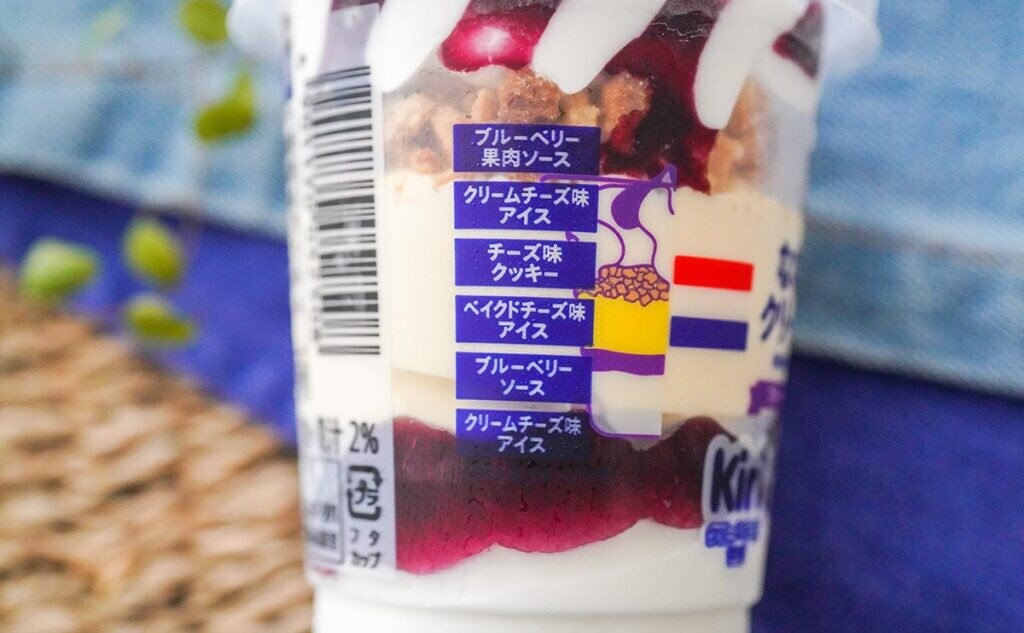 ブルーベリー
果肉ソース
クリームチーズ味
アイス
チーズ味
クッキー
ベイクドチーズ味
アイス
ブルーベリー
ソース
クリームチーズ味
アイス
汁 2%
プラ
フタ
カップ
Kiri